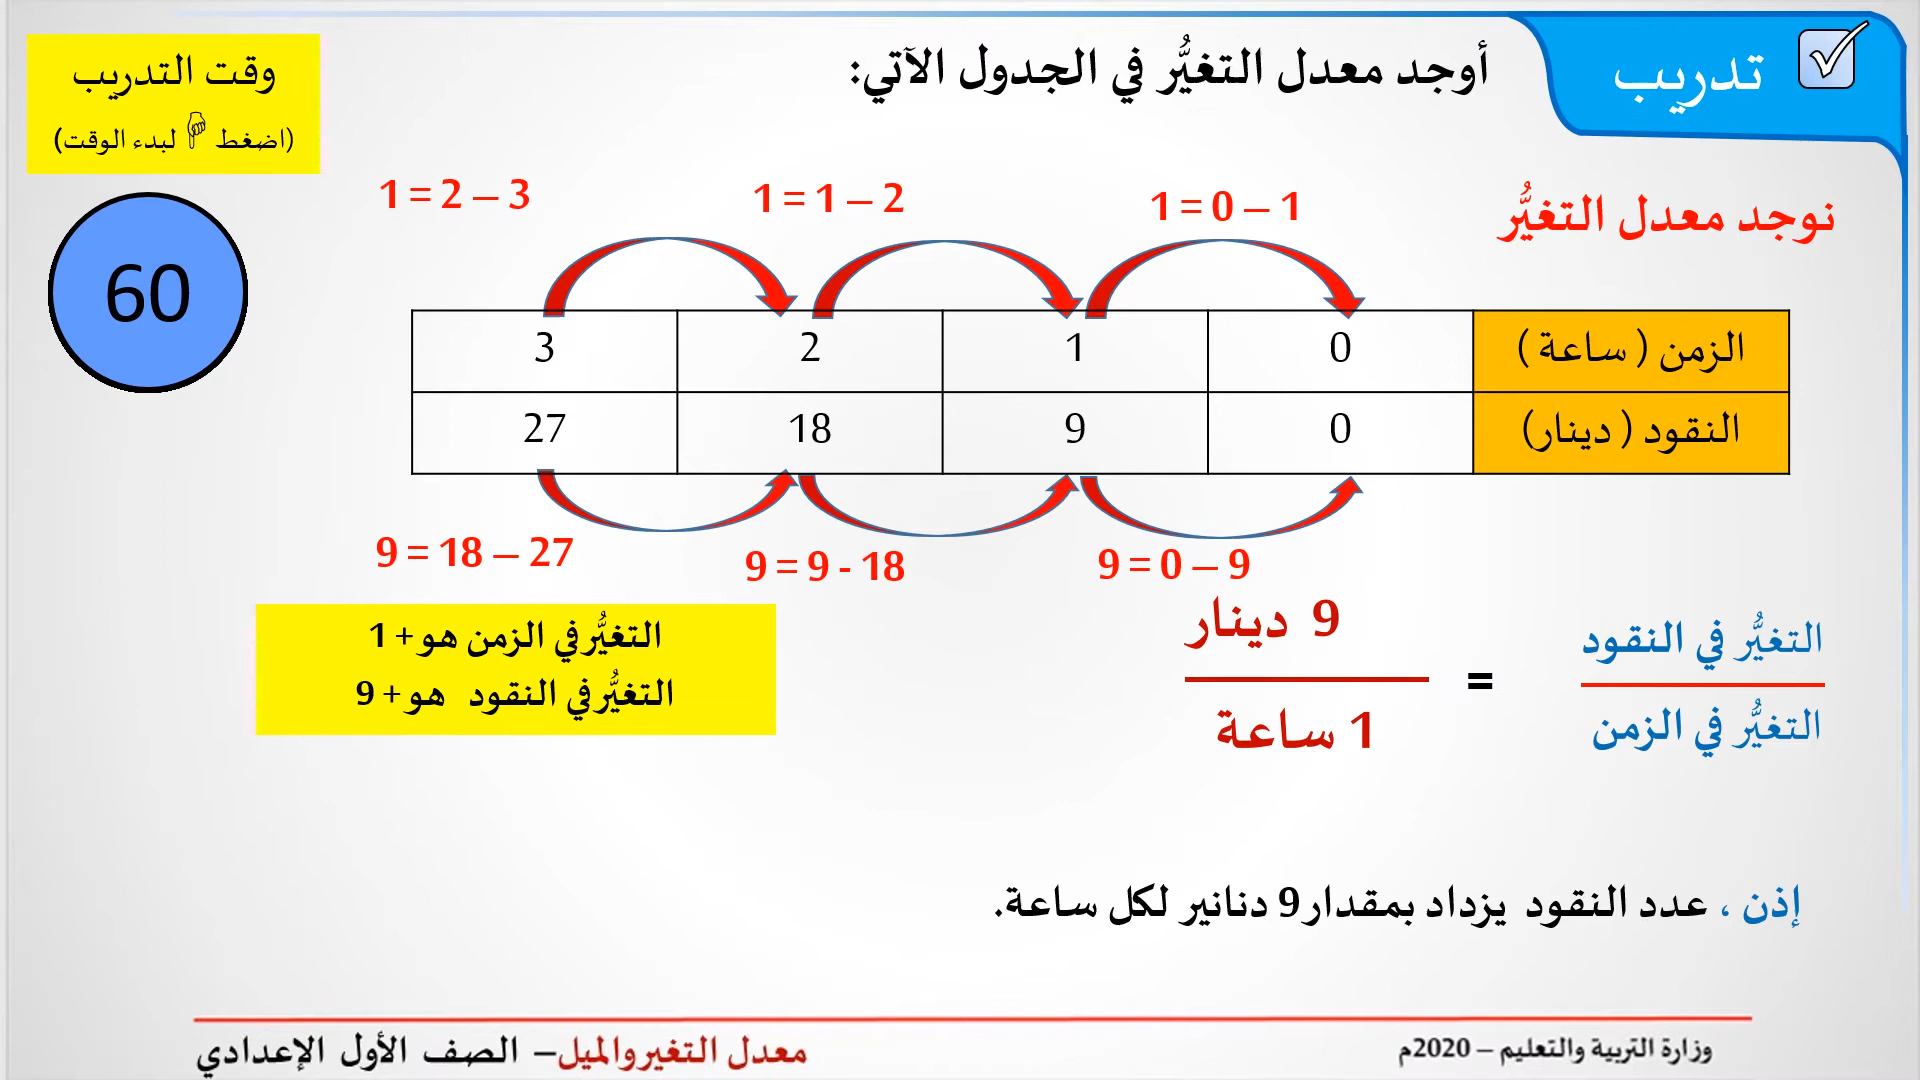 تدريب
أوجد معدل التغيُّر في الجدول الآتي:
وقت التدريب
(اضغط لبدء الوقت)
60
نوجد معدل التغيُّر
1 – 0 = 1
2 – 1 = 1
3 – 2 = 1
الزمن ( ساعة ) 0 1 2 3
النقود ( دينار) 0 9 18 27
9 – 0 = 9
18 - 9 = 9
27 – 18 = 9
التغيُّر في النقود
التغيُّر في الزمن
=
9 دينار
1 ساعة
التغيُّر في الزمن هو + 1
التغيُّر في النقود هو + 9
إذن ، عدد النقود يزداد بمقدار 9 دنانير لكل ساعة.
وزارة التربية والتعليم – 2020م
معدل التغير والميل– الصف الأول الإعدادي